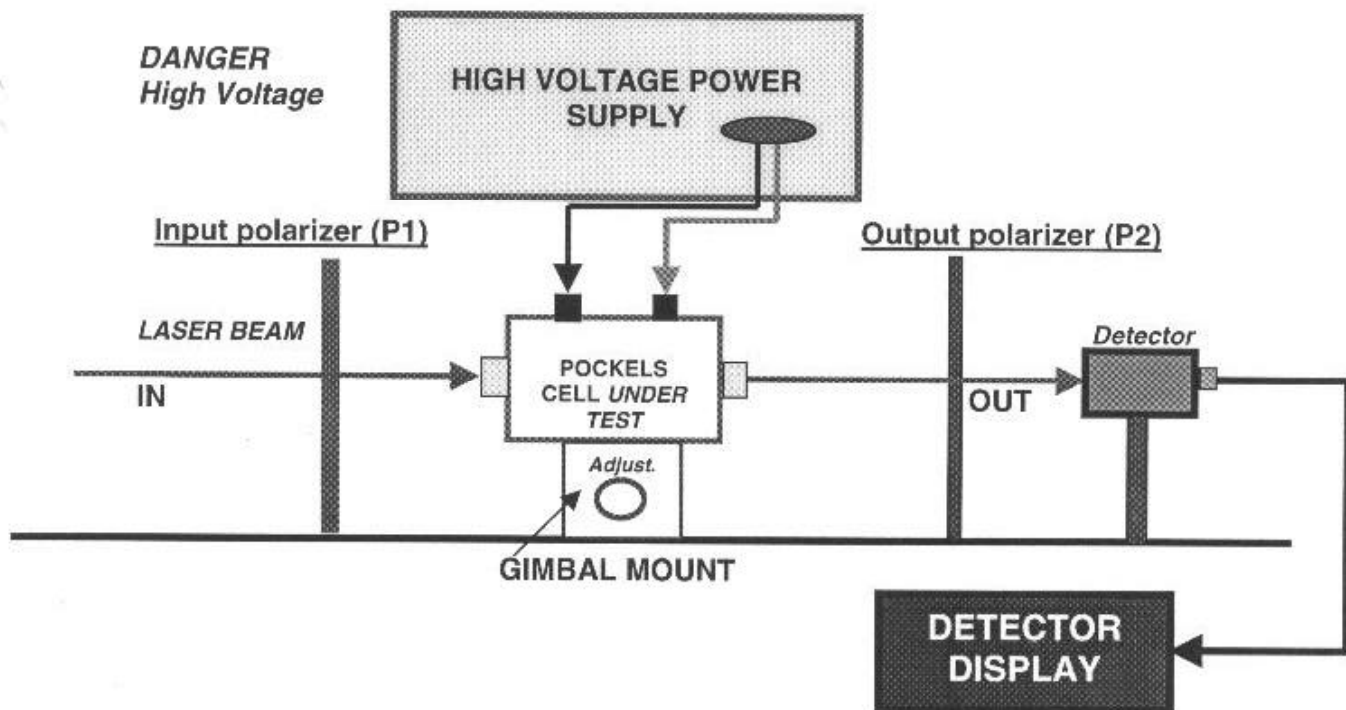 DANGER
High Voltage
HIGH VOLTAGE POWER
SUPPLY
Input polarizer (P1)
Output polarizer (P2)
LASER BEAM
IN
POCKELS
CELL UNDER
TEST
Detector
OUT
Adjust.
GIMBAL MOUNT
DETECTOR
DISPLAY